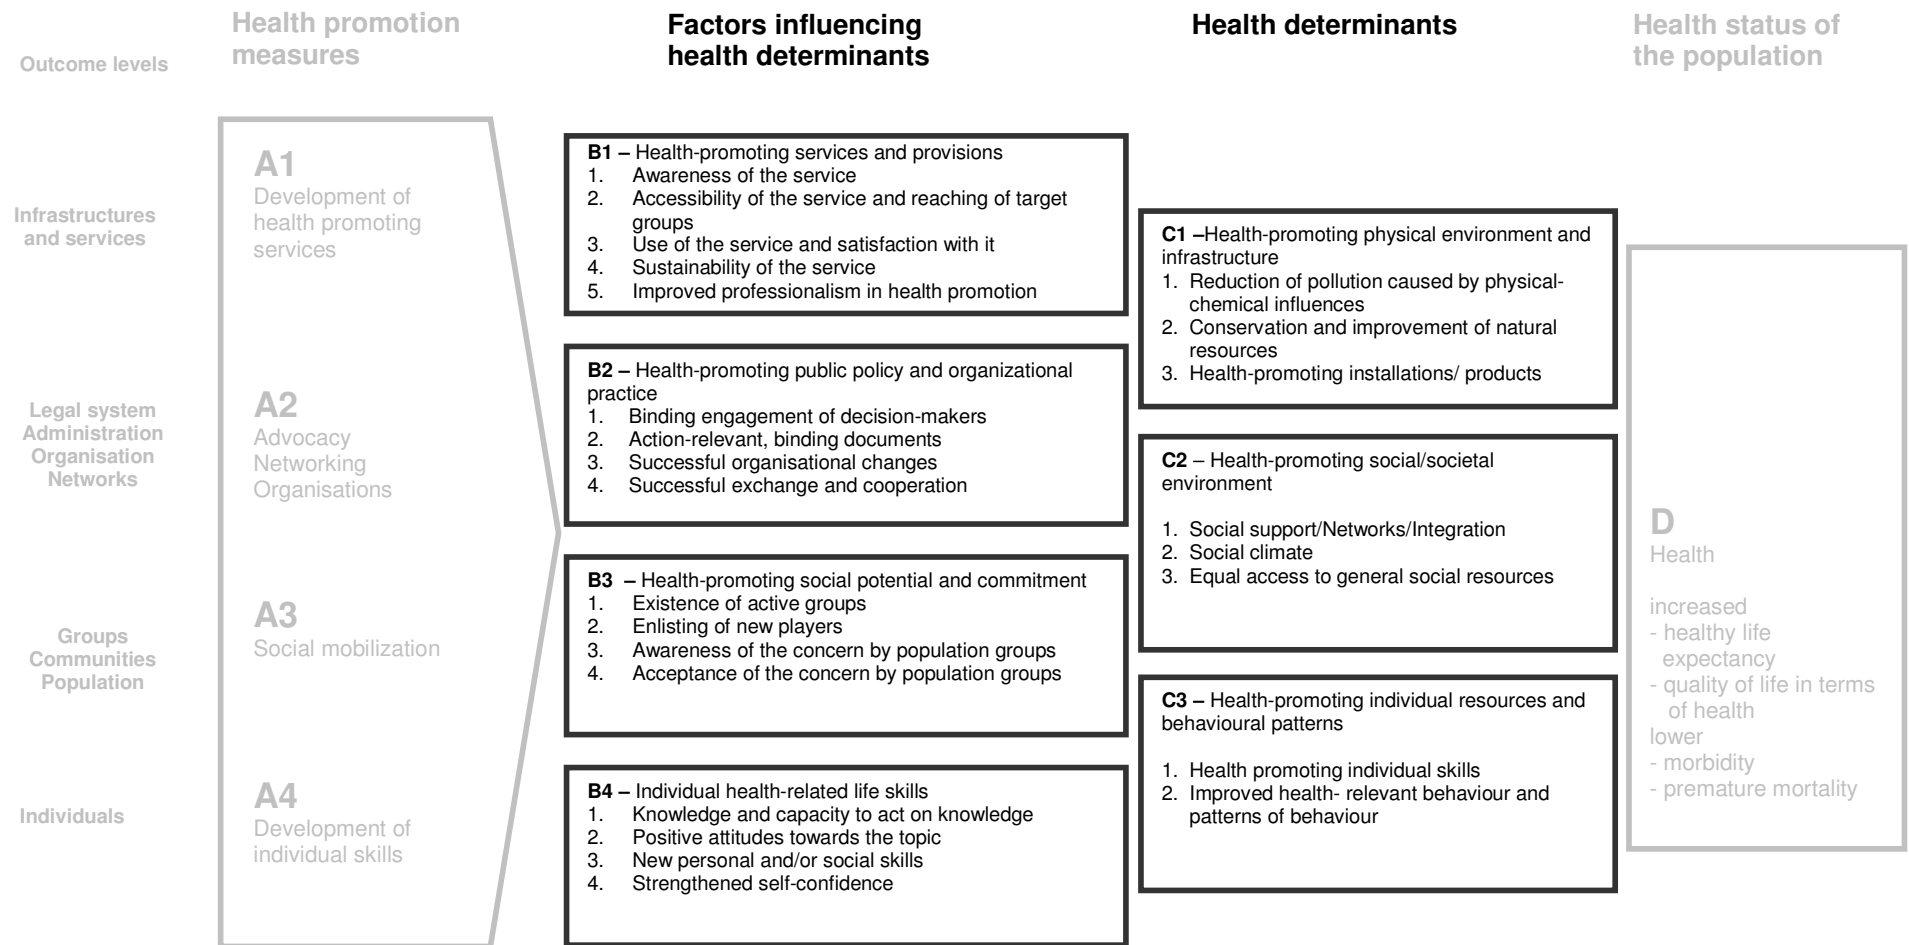 Outcome levels
Health promotion
measures
Factors influencing
health determinants
Health determinants
Health status of
the population
Infrastructures
and services
Legal system
Administration
Organisation
Networks
Groups
Communities
Population
Individuals
A1
Development of
health promoting
services
A2
Advocacy
Networking
Organisations
A3
Social mobilization
A4
Development of
individual skills
B1 – Health-promoting services and provisions
1. Awareness of the service
2. Accessibility of the service and reaching of target
groups
3. Use of the service and satisfaction with it
4. Sustainability of the service
5. Improved professionalism in health promotion
B2 – Health-promoting public policy and organizational
practice
1. Binding engagement of decision-makers
2. Action-relevant, binding documents
3. Successful organisational changes
4. Successful exchange and cooperation
B3 – Health-promoting social potential and commitment
1. Existence of active groups
2. Enlisting of new players
3. Awareness of the concern by population groups
4. Acceptance of the concern by population groups
B4 – Individual health-related life skills
1. Knowledge and capacity to act on knowledge
2. Positive attitudes towards the topic
3. New personal and/or social skills
4. Strengthened self-confidence
C1 –Health-promoting physical environment and
infrastructure
1. Reduction of pollution caused by physical-
chemical influences
2. Conservation and improvement of natural
resources
3. Health-promoting installations/ products
C2 – Health-promoting social/societal
environment
1. Social support/Networks/Integration
2. Social climate
3. Equal access to general social resources
C3 – Health-promoting individual resources and
behavioural patterns
1. Health promoting individual skills
2. Improved health- relevant behaviour and
patterns of behaviour
D
Health
increased
- healthy life
expectancy
- quality of life in terms
of health
lower
- morbidity
- premature mortality